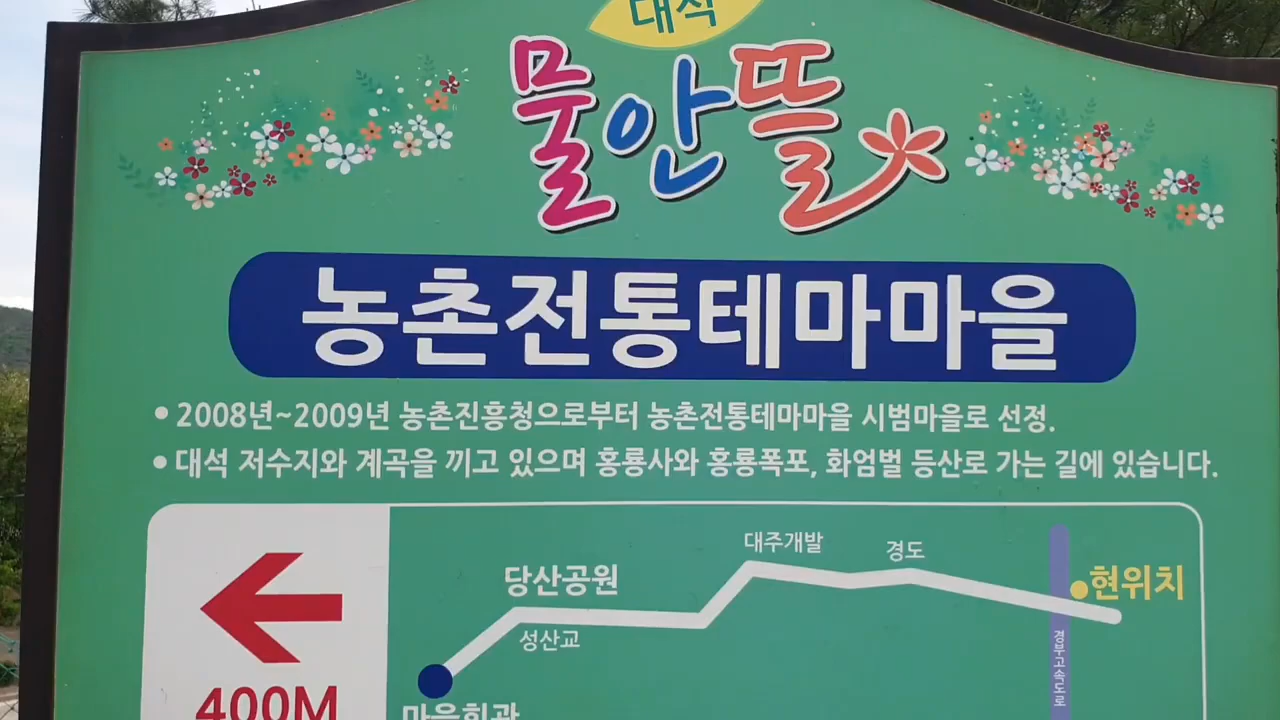 대석
물안뜰
농촌전통테마마을
• 2008년~2009년 농촌진흥청으로부터 농촌전통테마마을 시범마을로 선정.
• 대석 저수지와 계곡을 끼고 있으며 홍룡사와 홍룡폭포, 화엄벌 등산로 가는 길에 있습니다.
대주개발
경도
당산공원
현위치
성산교
경부고속도로
400M
마을회관